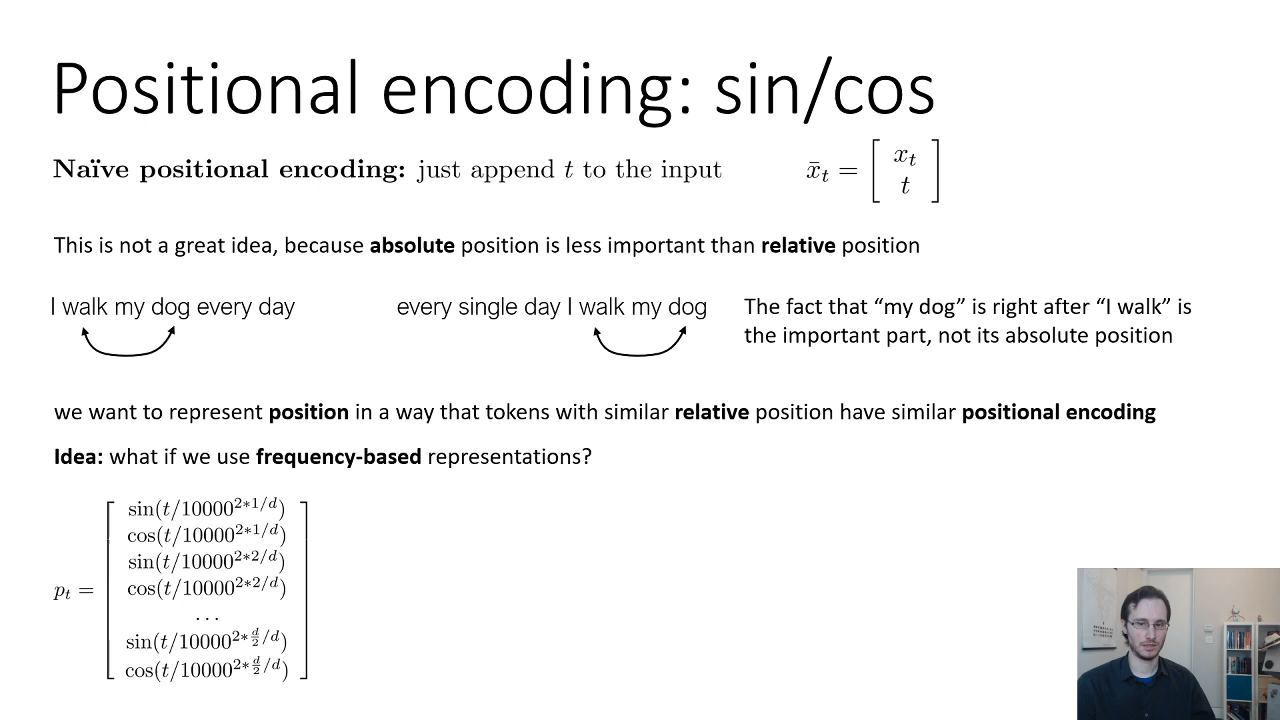 Positional encoding: sin/cos
Naïve positional encoding: just append t to the input
x̄_t = [ x_t
t ]
This is not a great idea, because absolute position is less important than relative position
I walk my dog every day
every single day I walk my dog
The fact that “my dog” is right after “I walk” is
the important part, not its absolute position
we want to represent position in a way that tokens with similar relative position have similar positional encoding
Idea: what if we use frequency-based representations?
p_t =
sin(t/10000^{2*1/d})
cos(t/10000^{2*1/d})
sin(t/10000^{2*2/d})
cos(t/10000^{2*2/d})
...
sin(t/10000^{2*\frac{d}{2}/d})
cos(t/10000^{2*\frac{d}{2}/d})